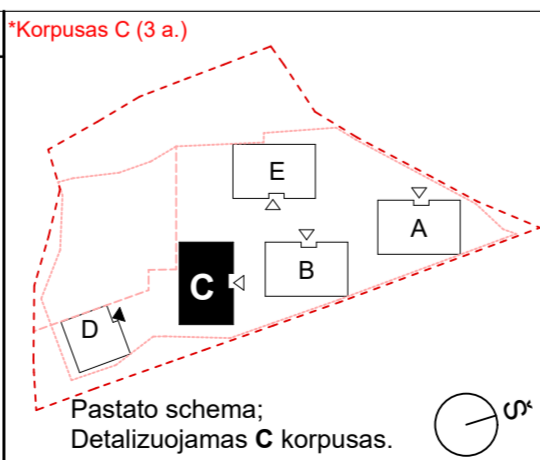 *Korpusas C (3 a.)
E
A
B
C
D
Pastato schema;
Detalizuojamas C korpusas.
Š